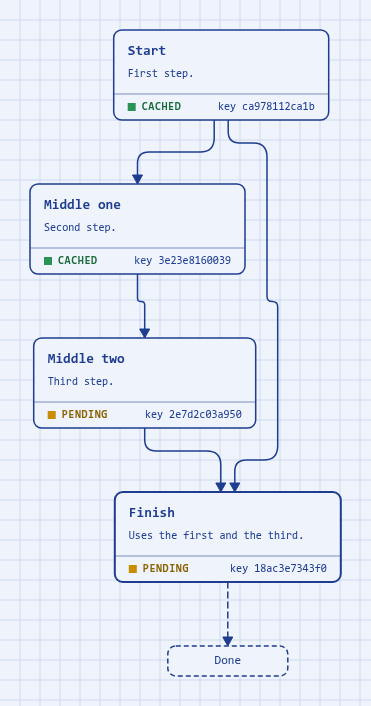 Start
First step.
CACHED key ca978112ca1b
Middle one
Second step.
CACHED key 3e23e8160039
Middle two
Third step.
PENDING key 2e7d2c03a950
Finish
Uses the first and the third.
PENDING key 18ac3e7343f0
Done